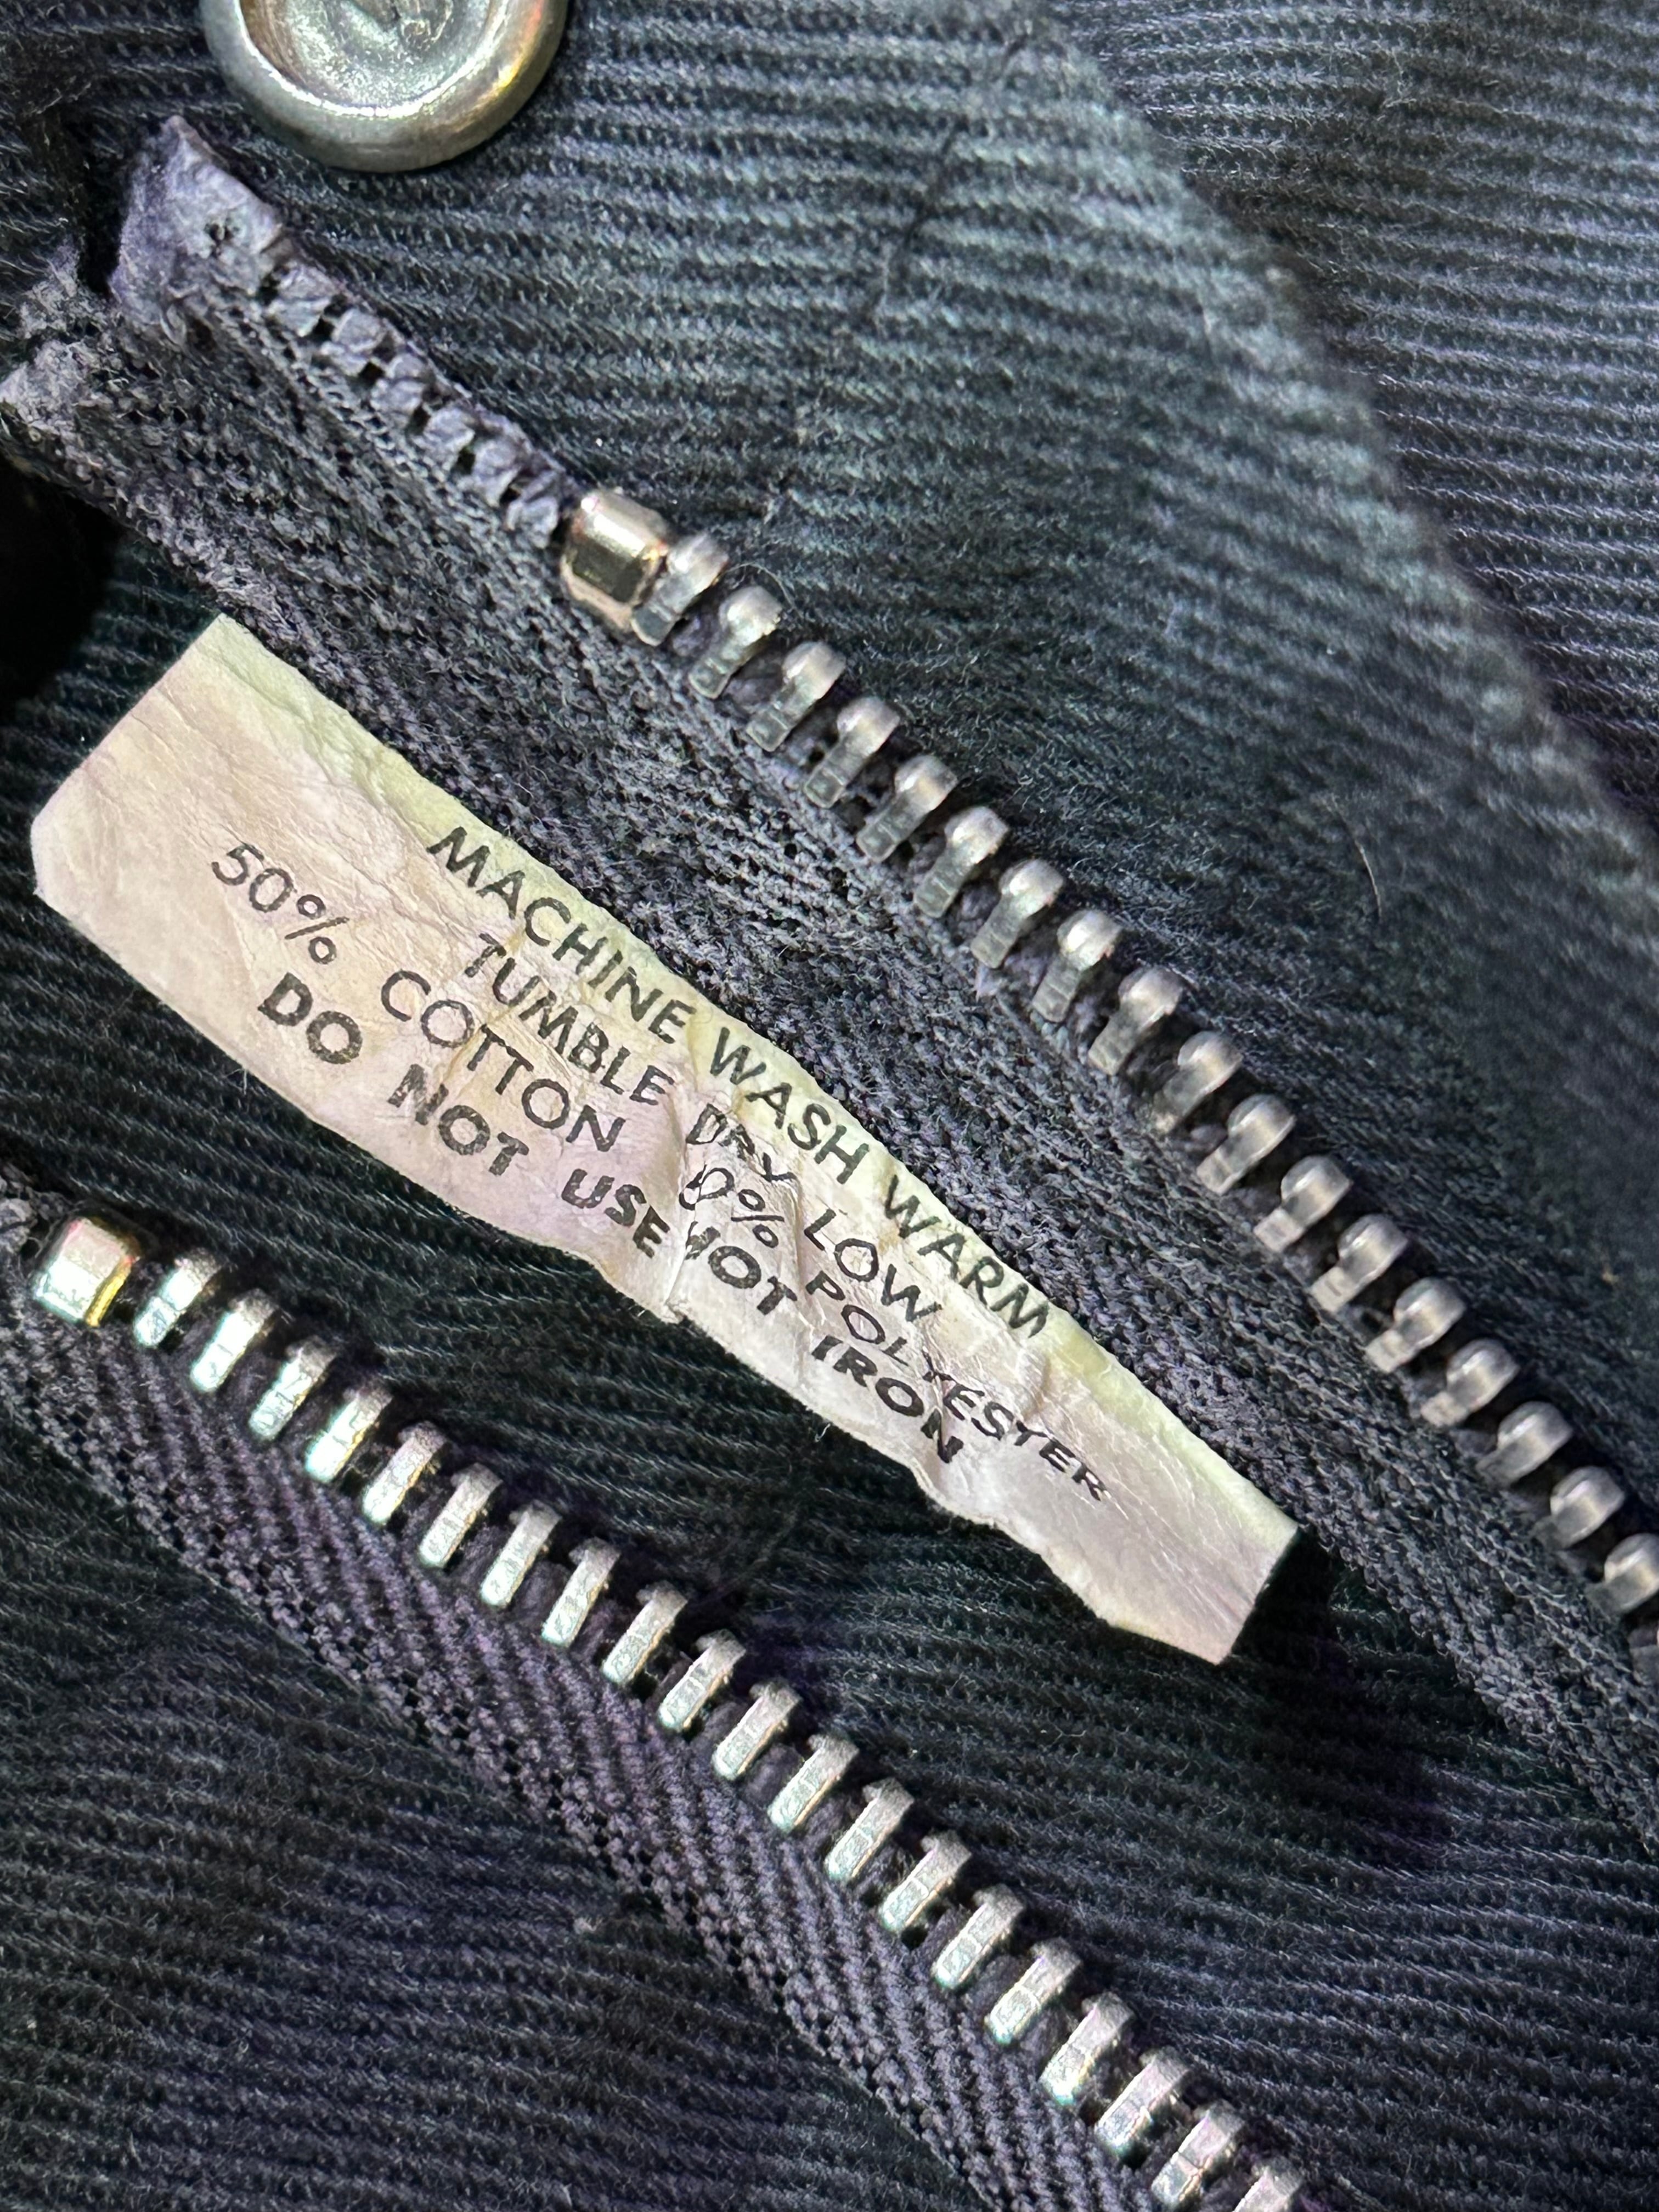 MACHINE WASH WARM
TUMBLE DRY LOW
50% COTTON 50% POLYESTER
DO NOT USE HOT IRON